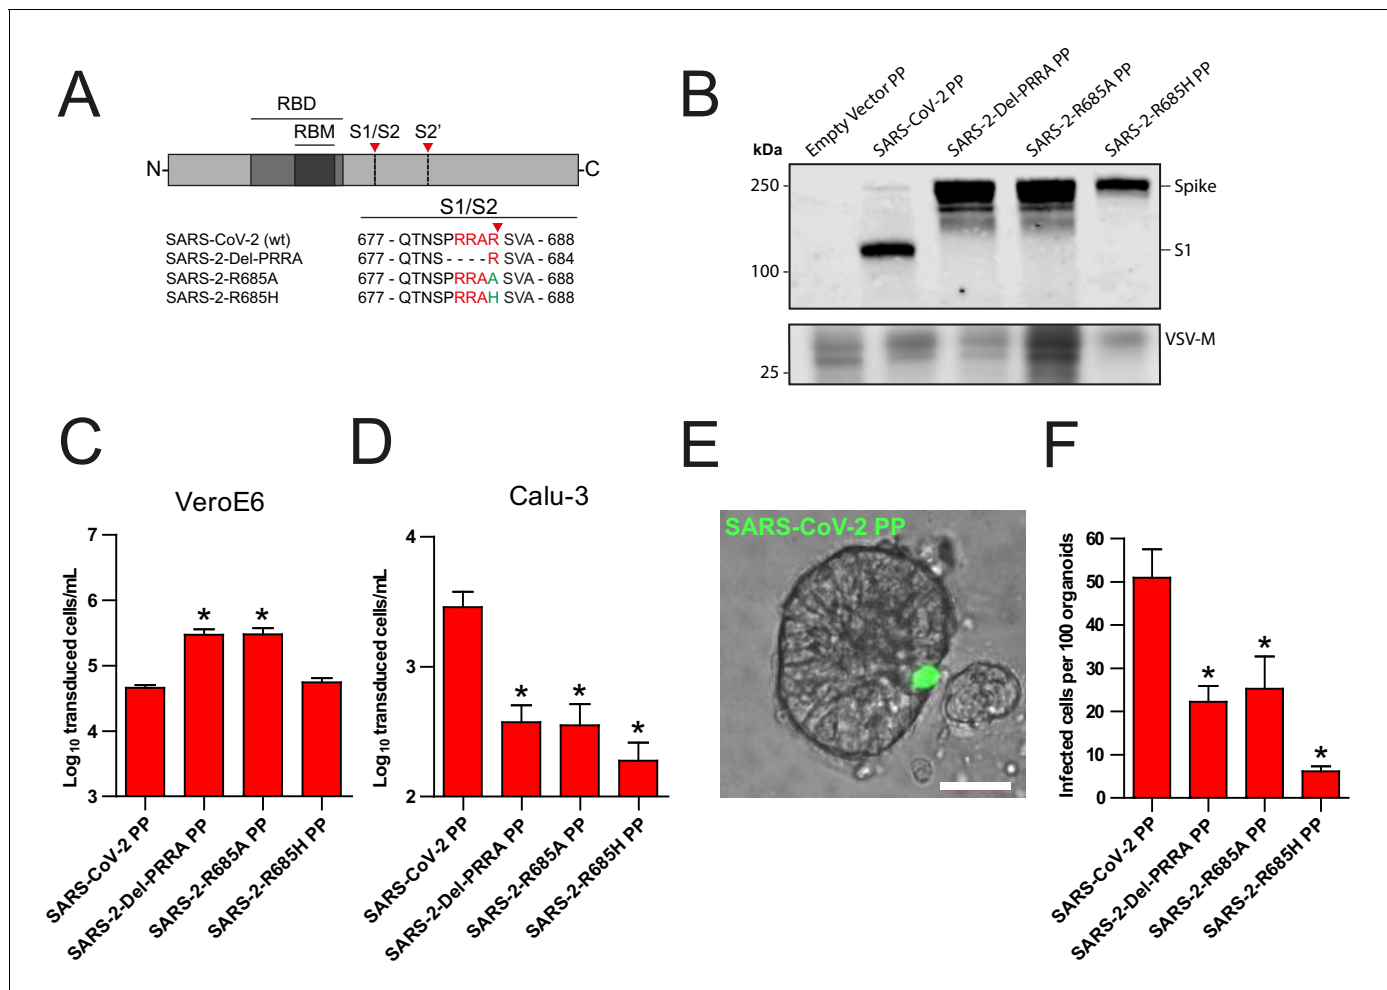 A
RBD
RBM
S1/S2
S2'
N
C
S1/S2
SARS-CoV-2 (wt) 677 - QTNSPRRAR SVA - 688
SARS-2-Del-PRRA 677 - QTNS - - - - R SVA - 684
SARS-2-R685A 677 - QTNSPRRAA SVA - 688
SARS-2-R685H 677 - QTNSPRRAH SVA - 688
B
Empty Vector PP
SARS-CoV-2 PP
SARS-2-Del-PRRA PP
SARS-2-R685A PP
SARS-2-R685H PP
kDa
250
100
25
Spike
S1
VSV-M
C
VeroE6
Log10 transduced cells/mL
7
6
5
4
3
SARS-CoV-2 PP
SARS-2-Del-PRRA PP
SARS-2-R685A PP
SARS-2-R685H PP
* *
D
Calu-3
Log10 transduced cells/mL
4
3
2
SARS-CoV-2 PP
SARS-2-Del-PRRA PP
SARS-2-R685A PP
SARS-2-R685H PP
* * *
E
SARS-CoV-2 PP
F
Infected cells per 100 organoids
60
50
40
30
20
10
0
SARS-CoV-2 PP
SARS-2-Del-PRRA PP
SARS-2-R685A PP
SARS-2-R685H PP
* * *